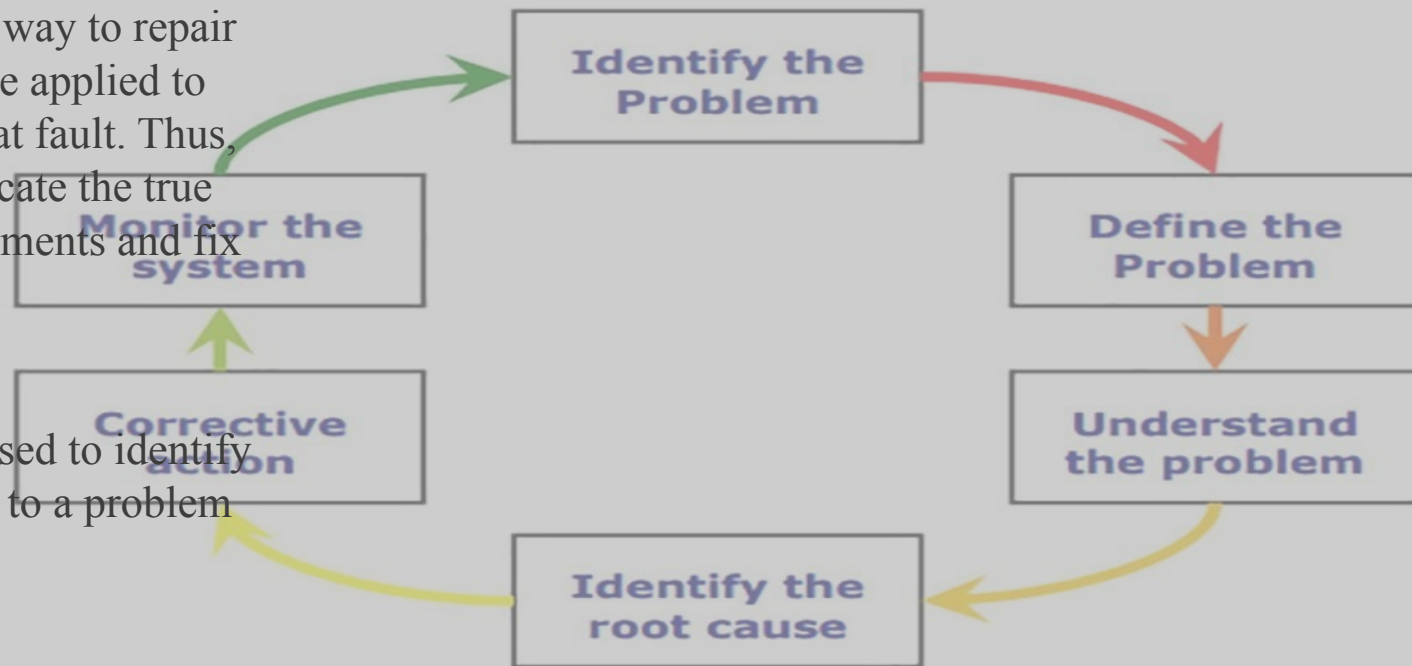 way to repair
e applied to
at fault. Thus,
cate the true
ments and fix
sed to identify
to a problem
Identify the
Problem
Define the
Problem
Understand
the problem
Identify the
root cause
Corrective
action
Monitor the
system